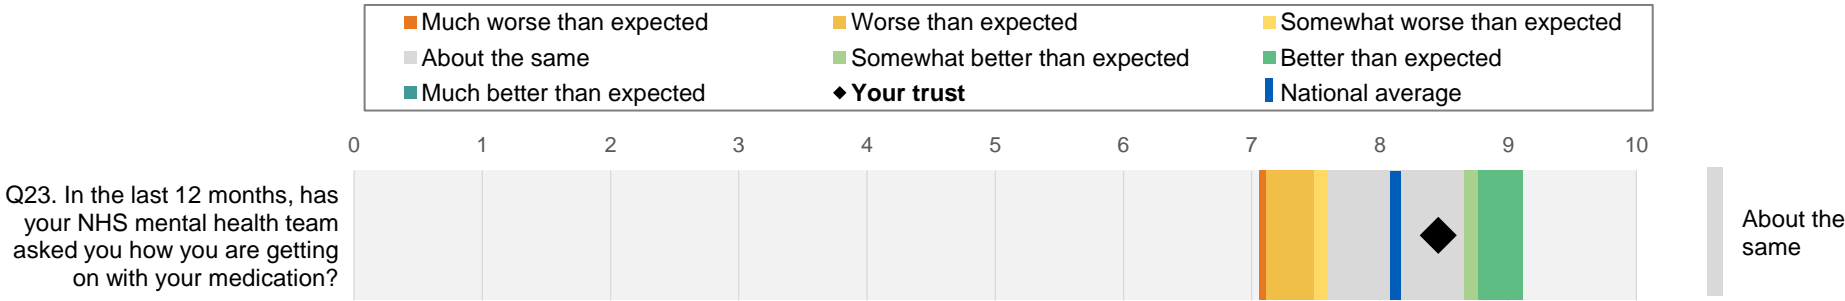 Much worse than expected
Worse than expected
Somewhat worse than expected
About the same
Somewhat better than expected
Better than expected
Much better than expected
Your trust
National average
0 1 2 3 4 5 6 7 8 9 10
Q23. In the last 12 months, has
your NHS mental health team
asked you how you are getting
on with your medication?
About the
same